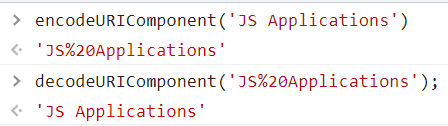 > encodeURIComponent('JS Applications')
< 'JS%20Applications'
> decodeURIComponent('JS%20Applications');
< 'JS Applications'